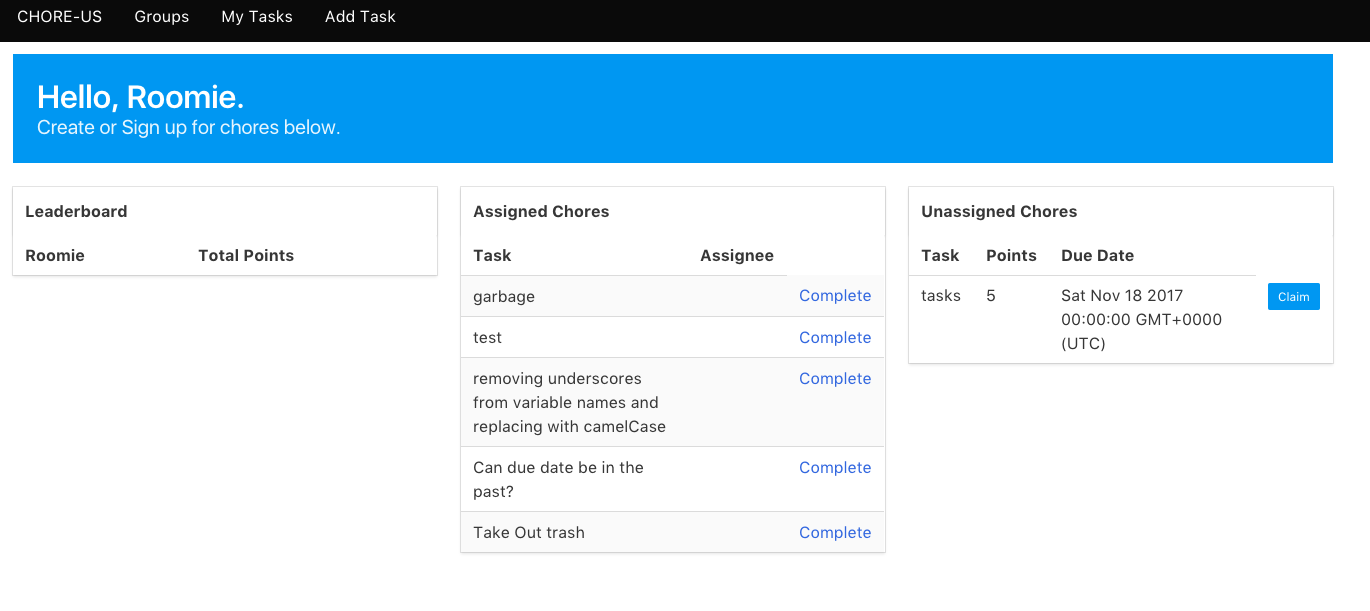 CHORE-US Groups My Tasks Add Task
Hello, Roomie.
Create or Sign up for chores below.
Leaderboard
Roomie Total Points
Assigned Chores
Task Assignee
garbage Complete
test Complete
removing underscores Complete
from variable names and
replacing with camelCase
Can due date be in the Complete
past?
Take Out trash Complete
Unassigned Chores
Task Points Due Date
tasks 5 Sat Nov 18 2017 Claim
00:00:00 GMT+0000
(UTC)